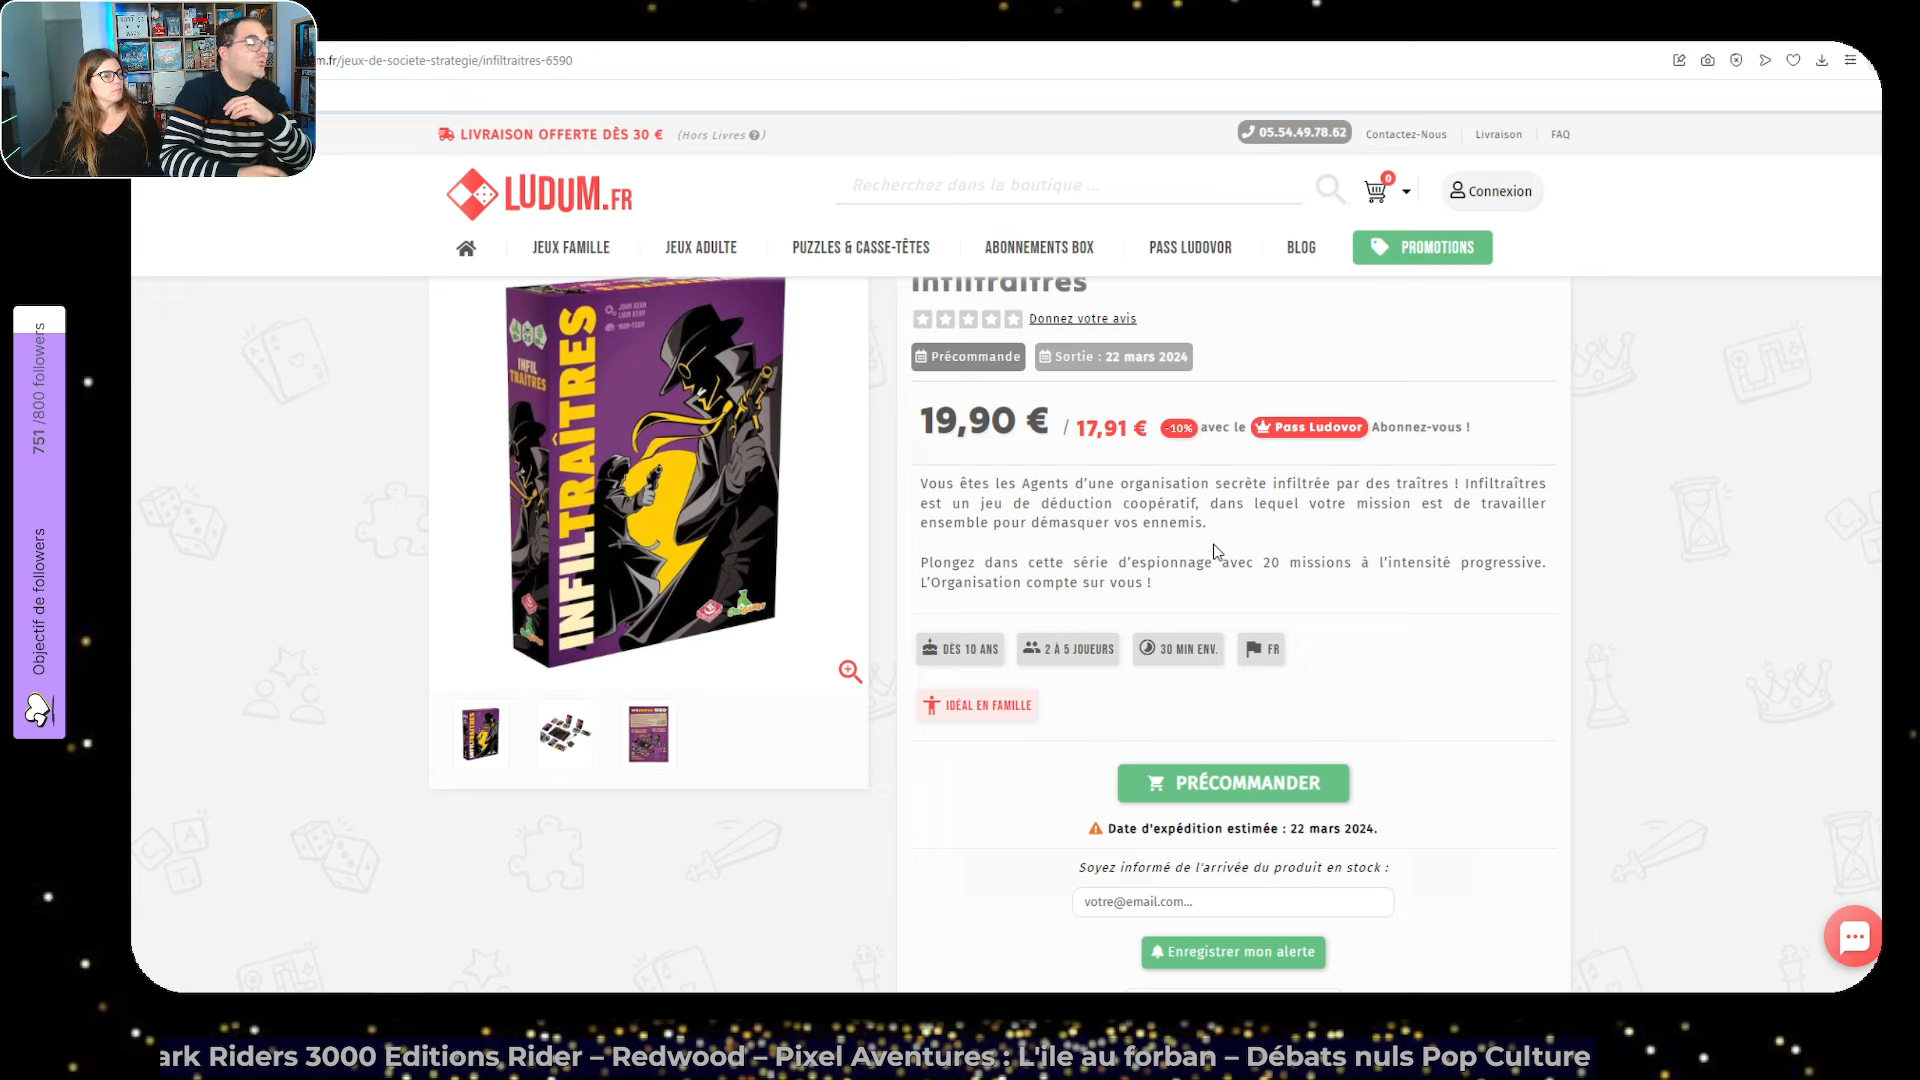 m.fr/jeux-de-societe-strategie/infiltraitres-6590
LIVRAISON OFFERTE DÈS 30 € (Hors Livres ?)
05.54.49.78.62 Contactez-Nous Livraison FAQ
LUDUM.FR
Recherchez dans la boutique ...
0
Connexion
JEUX FAMILLE JEUX ADULTE PUZZLES & CASSE-TÊTES ABONNEMENTS BOX PASS LUDOVOR BLOG PROMOTIONS
Infiltraîtres
Donnez votre avis
Précommande Sortie : 22 mars 2024
19,90 € / 17,91 € -10% avec le Pass Ludovor Abonnez-vous !
Vous êtes les Agents d’une organisation secrète infiltrée par des traîtres ! Infiltraîtres
est un jeu de déduction coopératif, dans lequel votre mission est de travailler
ensemble pour démasquer vos ennemis.
Plongez dans cette série d’espionnage avec 20 missions à l’intensité progressive.
L’Organisation compte sur vous !
DÈS 10 ANS 2 À 5 JOUEURS 30 MIN ENV. FR
IDÉAL EN FAMILLE
PRÉCOMMANDER
Date d'expédition estimée : 22 mars 2024.
Soyez informé de l'arrivée du produit en stock :
votre@email.com...
Enregistrer mon alerte
INFILTRAÎTRES
INFIL
TRAÎTRES
751 /800 followers
Objectif de followers
ark Riders 3000 Editions Rider – Redwood – Pixel Aventures : L'île au forban – Débats nuls Pop Culture